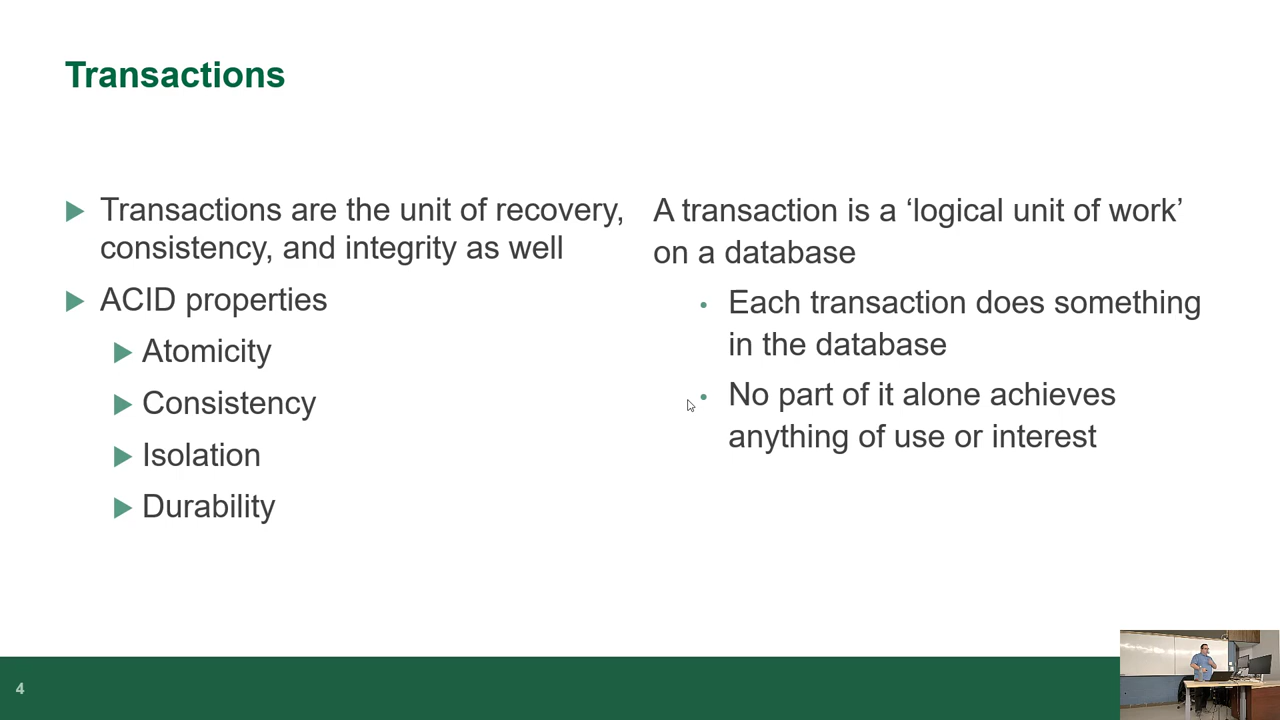 Transactions
Transactions are the unit of recovery,
consistency, and integrity as well
ACID properties
Atomicity
Consistency
Isolation
Durability
A transaction is a ‘logical unit of work’
on a database
Each transaction does something
in the database
No part of it alone achieves
anything of use or interest
4